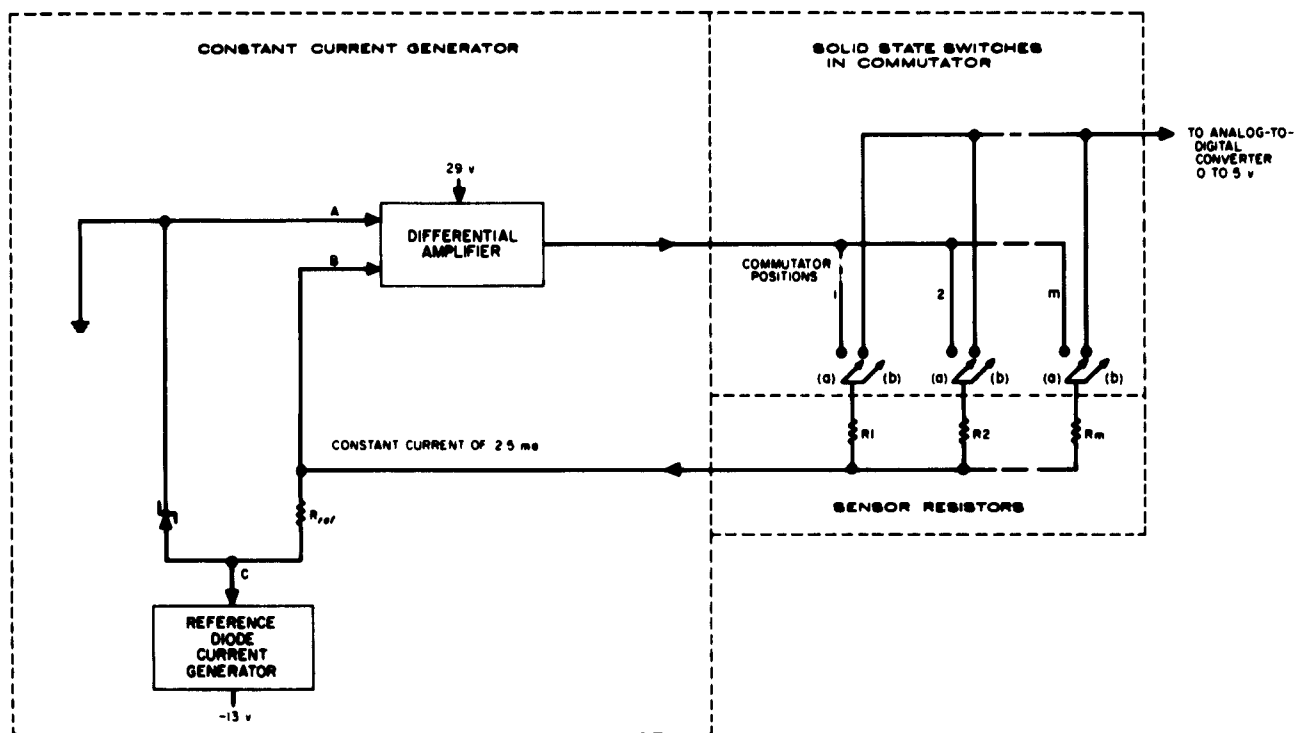 CONSTANT CURRENT GENERATOR
SOLID STATE SWITCHES
IN COMMUTATOR
TO ANALOG-TO-
DIGITAL
CONVERTER
0 TO 5 v
29 v
A
DIFFERENTIAL
AMPLIFIER
B
COMMUTATOR
POSITIONS
1
2
m
(a) (b) (a) (b) (a) (b)
R1
R2
Rm
CONSTANT CURRENT OF 2.5 ma
Rref
SENSOR RESISTORS
C
REFERENCE
DIODE
CURRENT
GENERATOR
-13 v